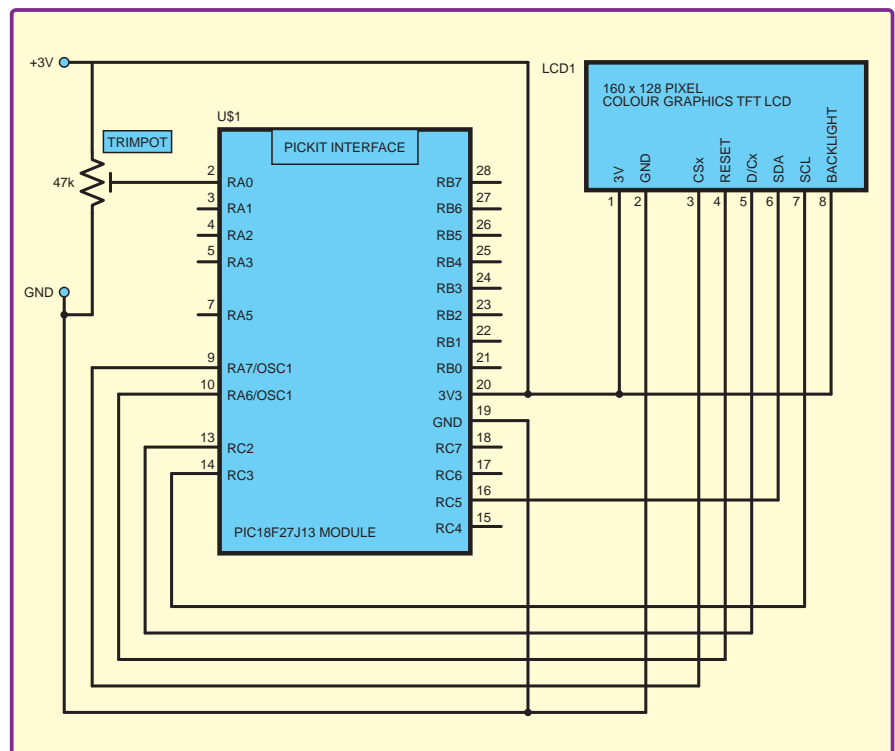 +3V
LCD1
160 x 128 PIXEL
COLOUR GRAPHICS TFT LCD
3V
GND
CSx
RESET
D/Cx
SDA
SCL
BACKLIGHT
1
2
3
4
5
6
7
8
U$1
PICKIT INTERFACE
TRIMPOT
47k
GND
2
RA0
3
RA1
4
RA2
5
RA3
7
RA5
9
RA7/OSC1
10
RA6/OSC1
13
RC2
14
RC3
28
RB7
27
RB6
26
RB5
25
RB4
24
RB3
23
RB2
22
RB1
21
RB0
20
3V3
19
GND
18
RC7
17
RC6
16
RC5
15
RC4
PIC18F27J13 MODULE